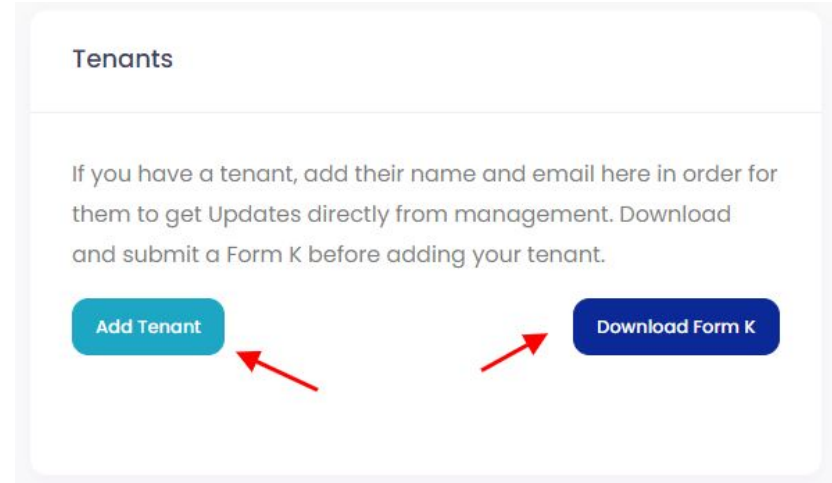 Tenants
If you have a tenant, add their name and email here in order for
them to get Updates directly from management. Download
and submit a Form K before adding your tenant.
Add Tenant
Download Form K